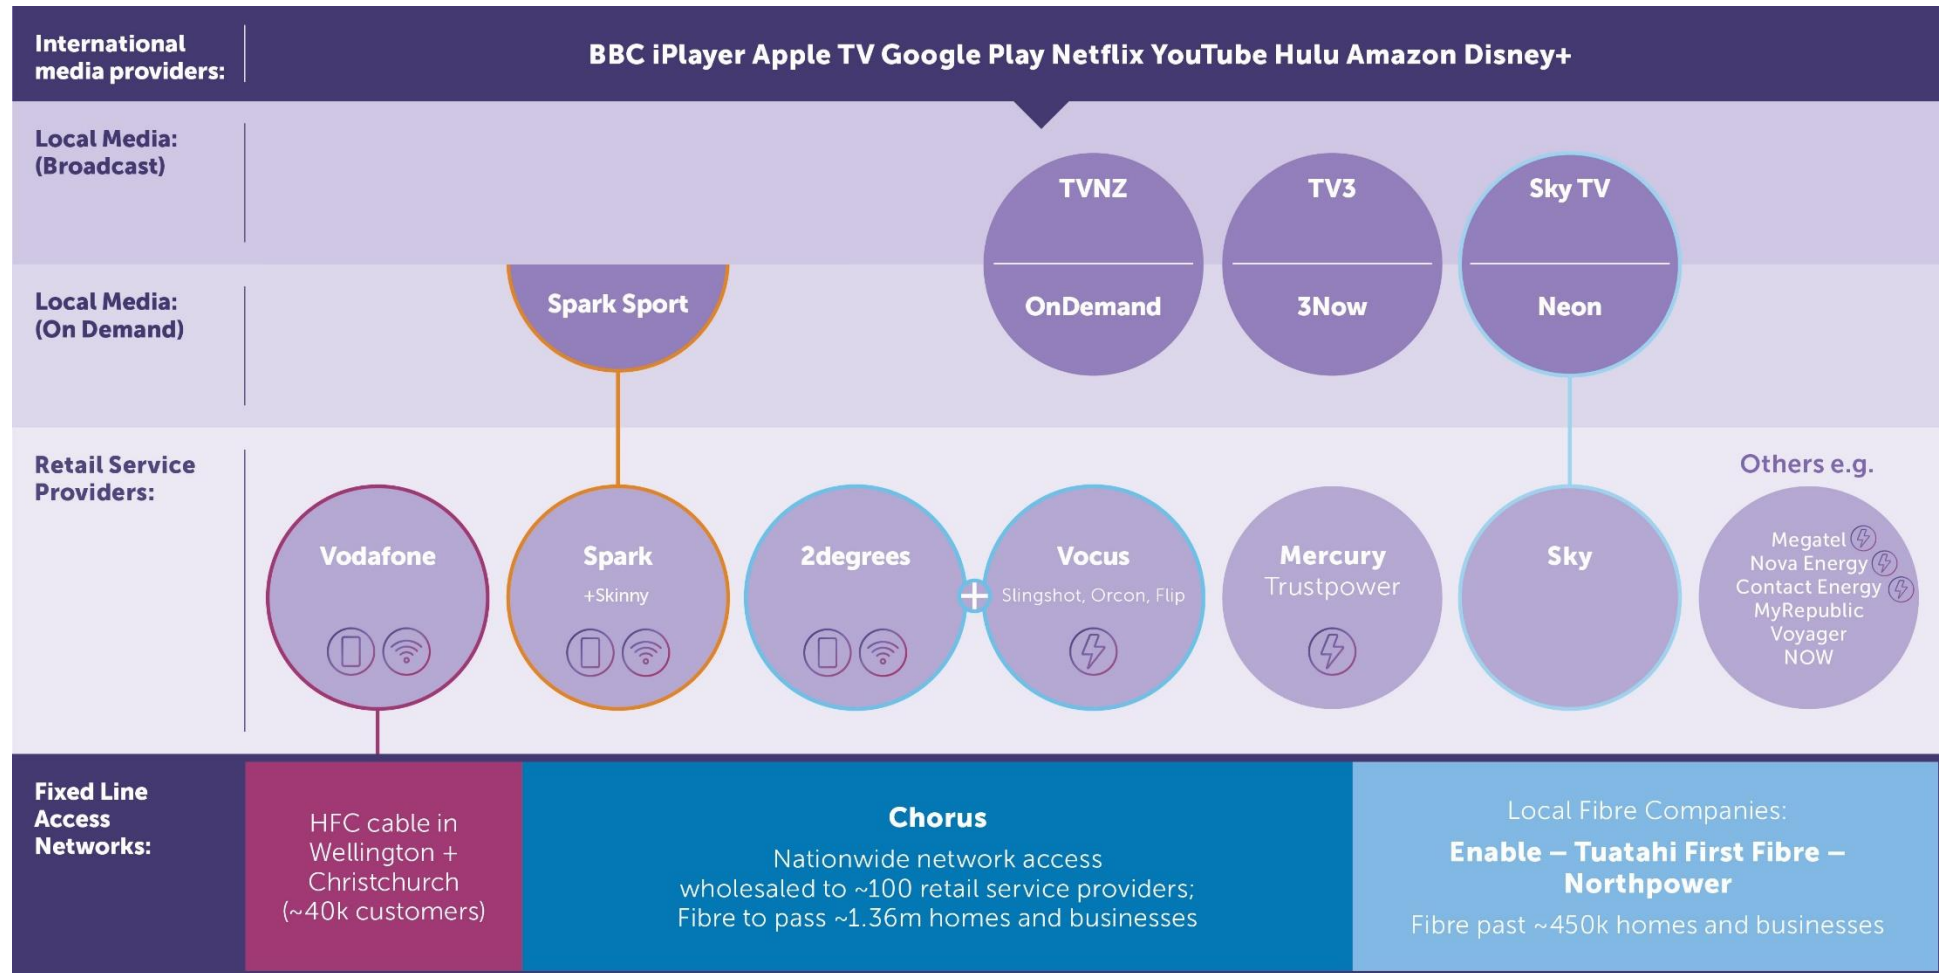 International
media providers:
BBC iPlayer Apple TV Google Play Netflix YouTube Hulu Amazon Disney+
Local Media:
(Broadcast)
TVNZ
TV3
Sky TV
Local Media:
(On Demand)
Spark Sport
OnDemand
3Now
Neon
Retail Service
Providers:
Vodafone
Spark
+Skinny
2degrees
+
Vocus
Slingshot, Orcon, Flip
Mercury
Trustpower
Sky
Others e.g.
Megatel
Nova Energy
Contact Energy
MyRepublic
Voyager
NOW
Fixed Line
Access
Networks:
HFC cable in
Wellington +
Christchurch
(~40k customers)
Chorus
Nationwide network access
wholesaled to ~100 retail service providers;
Fibre to pass ~1.36m homes and businesses
Local Fibre Companies:
Enable – Tuatahi First Fibre –
Northpower
Fibre past ~450k homes and businesses